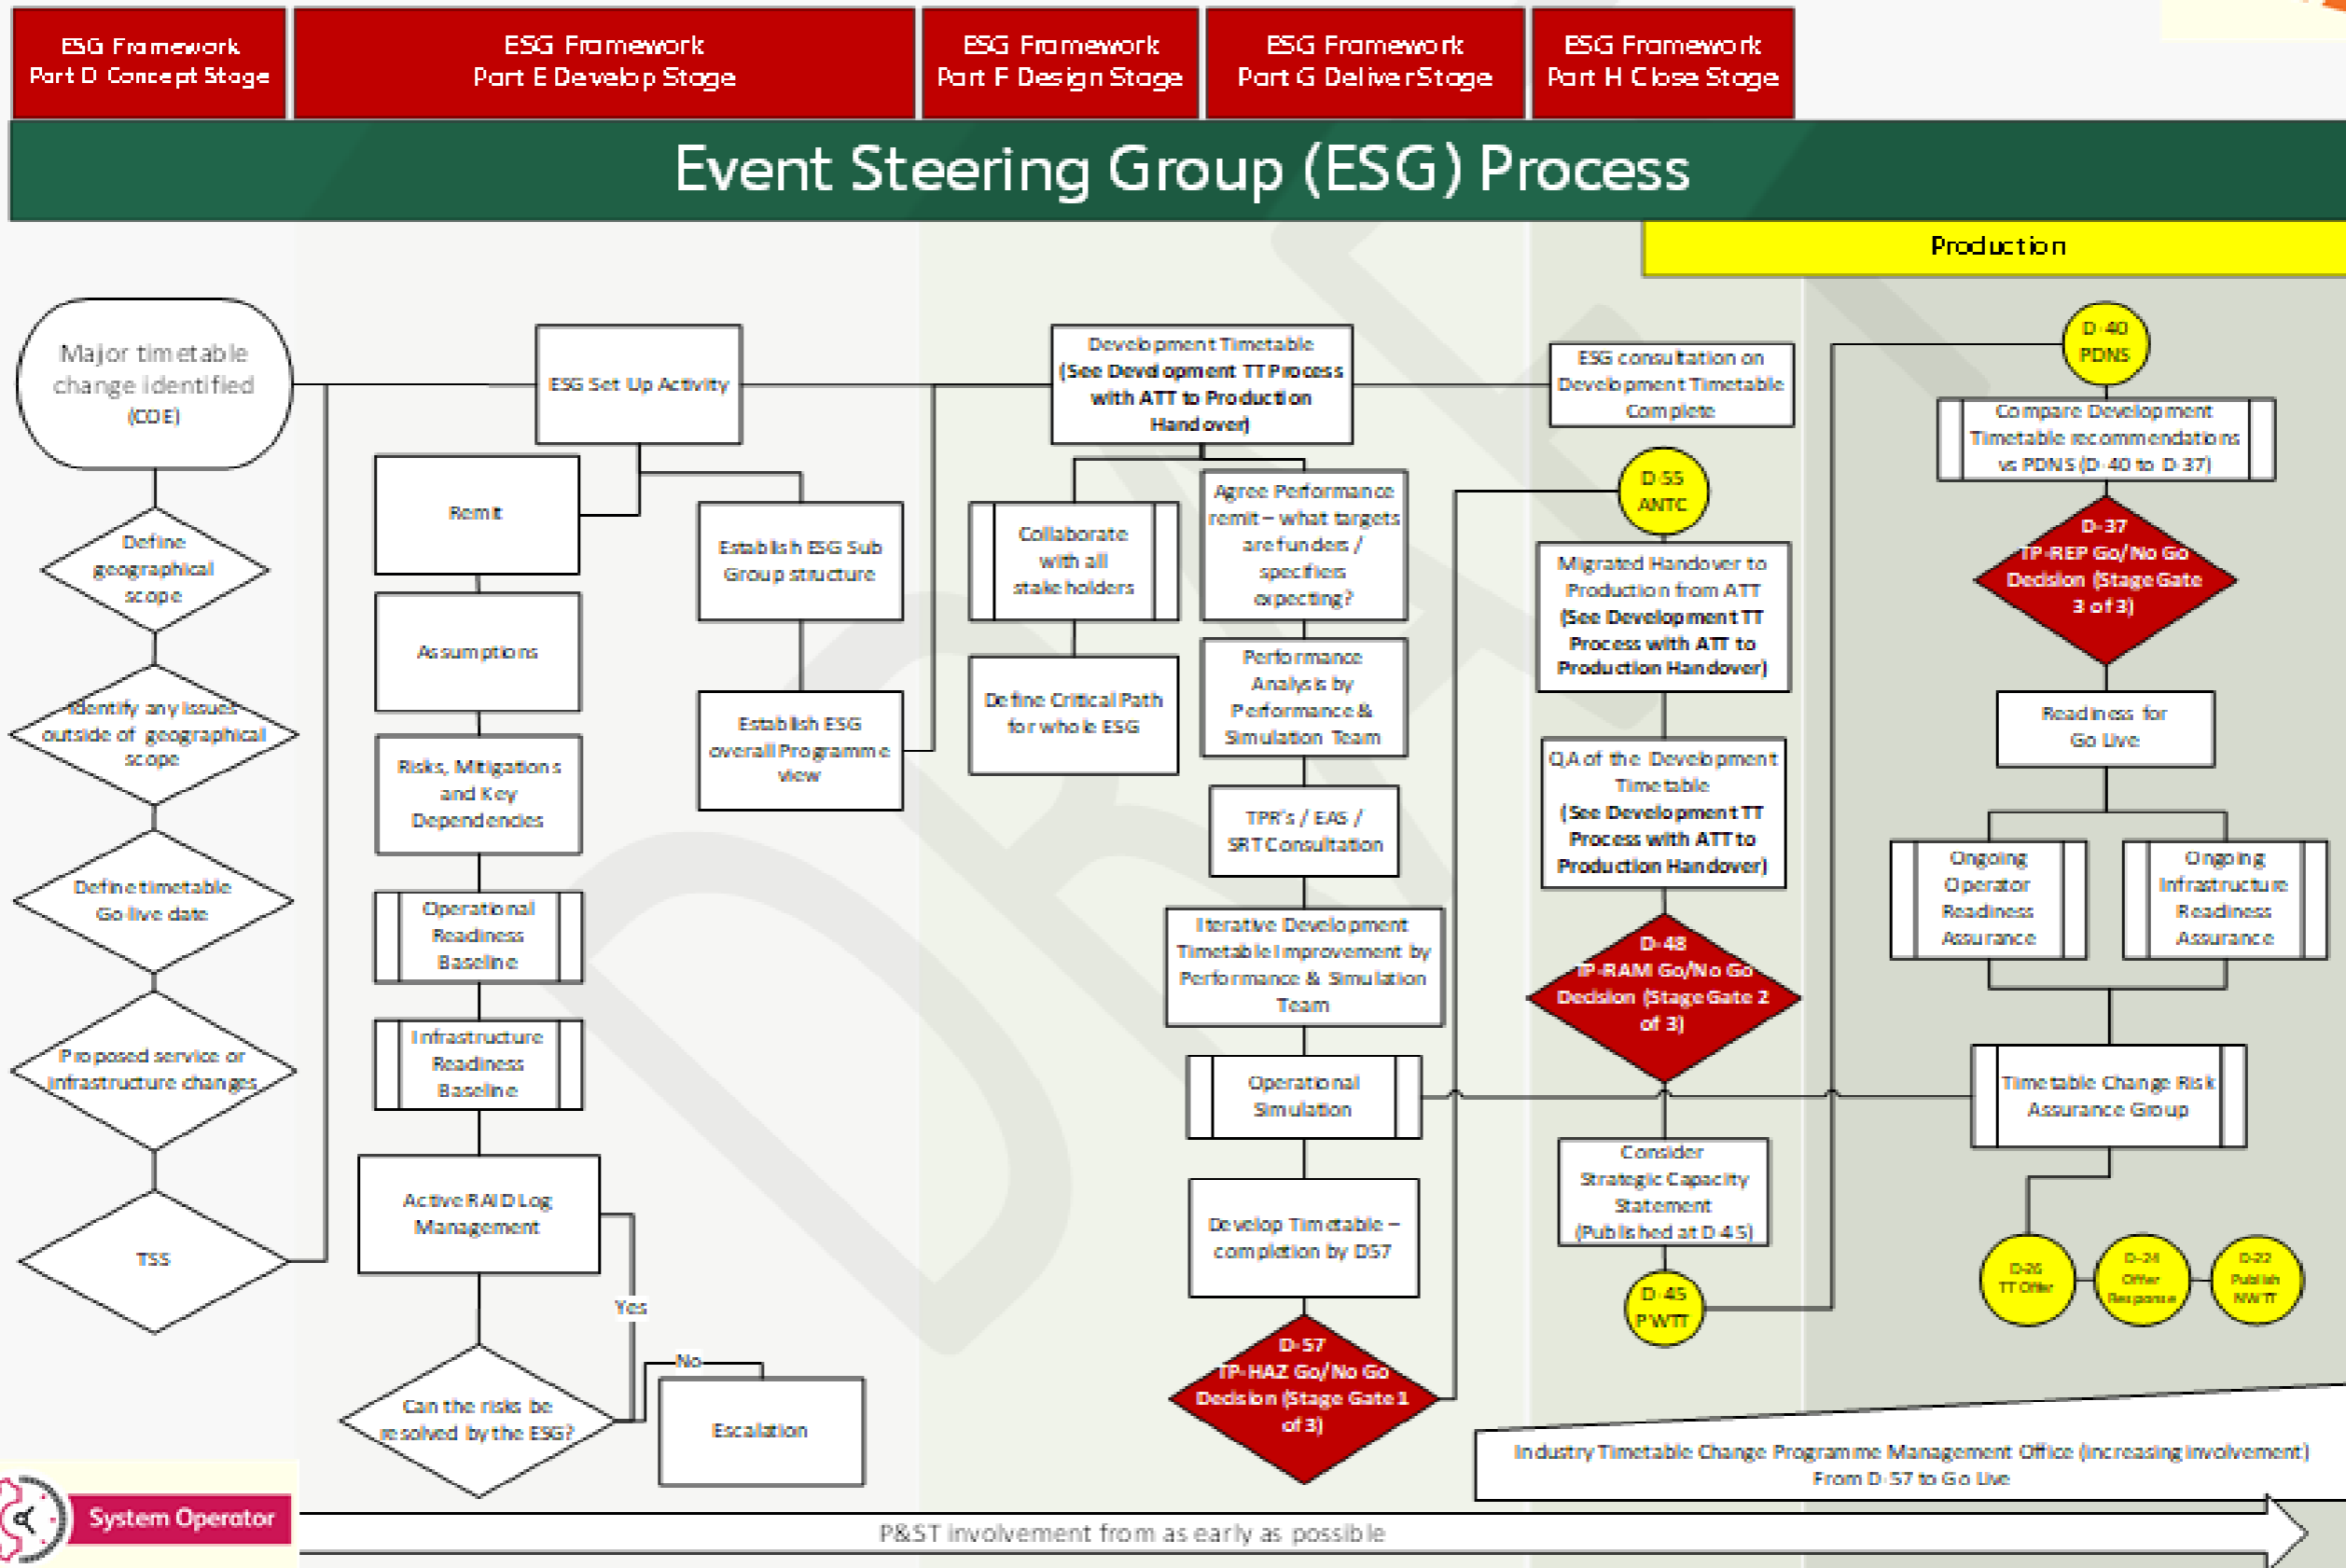 ESG Framework
Part D Concept Stage
ESG Framework
Part E Develop Stage
ESG Framework
Part F Design Stage
ESG Framework
Part G Deliver Stage
ESG Framework
Part H Close Stage
Event Steering Group (ESG) Process
Production
Major timetable
change identified
(COE)
Define
geographical
scope
Identify any issues
outside of geographical
scope
Define timetable
Go-live date
Proposed service or
infrastructure changes
TSS
ESG Set Up Activity
Remit
Assumptions
Risks, Mitigations
and Key
Dependencies
Operational
Readiness
Baseline
Infrastructure
Readiness
Baseline
Active RAID Log
Management
Yes
Can the risks be
resolved by the ESG?
No
Escalation
Establish ESG Sub
Group structure
Establish ESG
overall Programme
view
Development Timetable
(See Development TT Process
with ATT to Production
Handover)
Collaborate
with all
stakeholders
Define Critical Path
for whole ESG
Agree Performance
remit – what targets
are funders /
specifiers
expecting?
Performance
Analysis by
Performance &
Simulation Team
TPR's / EAS /
SRT Consultation
Iterative Development
Timetable Improvement by
Performance & Simulation
Team
Operational
Simulation
Develop Timetable –
completion by D57
D-57
TP-HAZ Go/No Go
Decision (Stage Gate 1
of 3)
ESG consultation on
Development Timetable
Complete
D-55
ANTC
Migrated Handover to
Production from ATT
(See Development TT
Process with ATT to
Production Handover)
QA of the Development
Timetable
(See Development TT
Process with ATT to
Production Handover)
D-48
TP-RAM Go/No Go
Decision (Stage Gate 2
of 3)
Consider
Strategic Capacity
Statement
(Published at D-45)
D-45
PWTT
D-40
PDNS
Compare Development
Timetable recommendations
vs PDNS (D-40 to D-37)
D-37
TP-REP Go/No Go
Decision (Stage Gate
3 of 3)
Readiness for
Go Live
Ongoing
Operator
Readiness
Assurance
Ongoing
Infrastructure
Readiness
Assurance
Timetable Change Risk
Assurance Group
D-26
TT Offer
D-24
Offer
Response
D-22
Publish
NWTT
Industry Timetable Change Programme Management Office (increasing involvement)
From D-57 to Go Live
System Operator
P&ST involvement from as early as possible
DRAFT